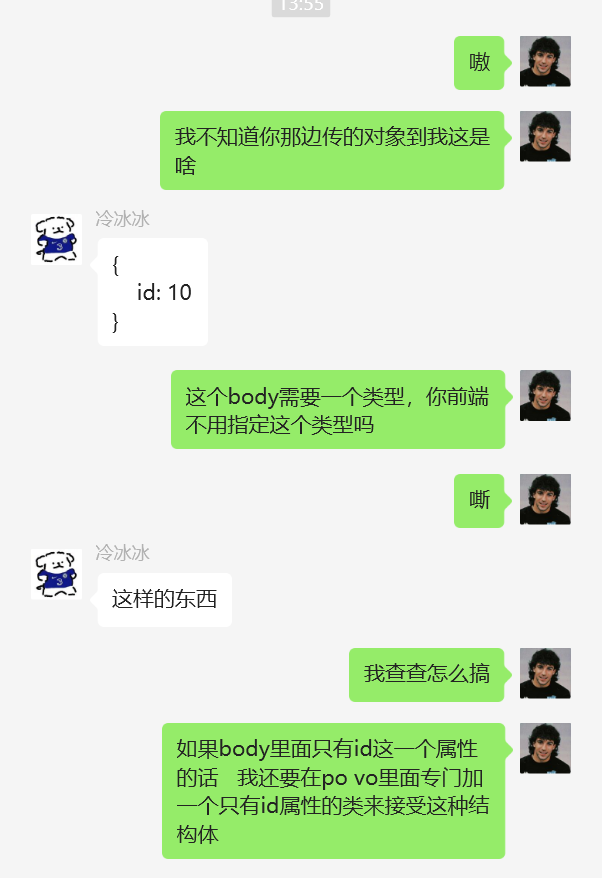 13:55
嗷
我不知道你那边传的对象到我这是
啥
冷冰冰
{
id: 10
}
这个body需要一个类型，你前端
不用指定这个类型吗
嘶
冷冰冰
这样的东西
我查查怎么搞
如果body里面只有id这一个属性
的话 我还要在po vo里面专门加
一个只有id属性的类来接受这种结
构体